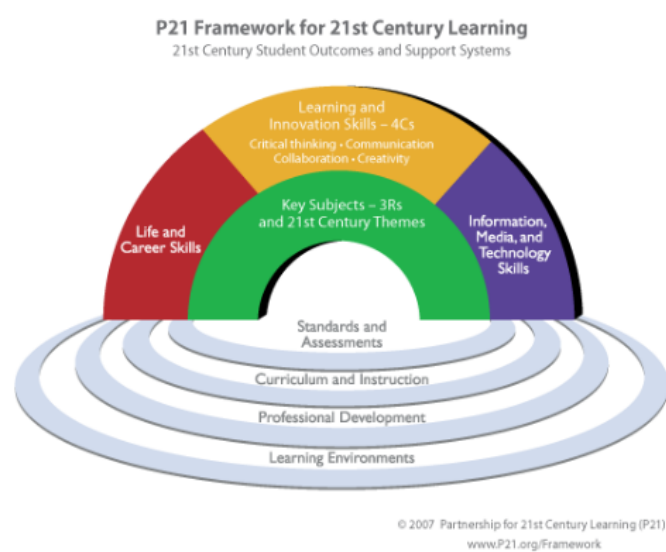 P21 Framework for 21st Century Learning
21st Century Student Outcomes and Support Systems
Learning and
Innovation Skills – 4Cs
Critical thinking • Communication
Collaboration • Creativity
Key Subjects – 3Rs
and 21st Century Themes
Life and
Career Skills
Information,
Media, and
Technology
Skills
Standards and
Assessments
Curriculum and Instruction
Professional Development
Learning Environments
© 2007 Partnership for 21st Century Learning (P21)
www.P21.org/Framework